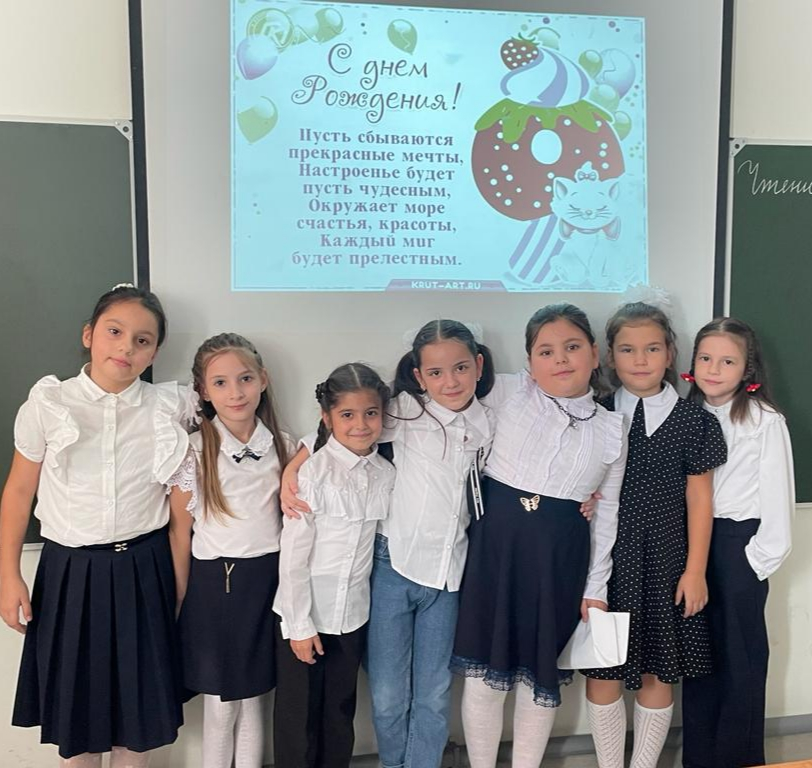 С днем
Рождения!
Пусть сбываются
прекрасные мечты,
Настроенье будет
пусть чудесным,
Окружает море
счастья, красоты,
Каждый миг
будет прелестным.
KRUT-ART.RU